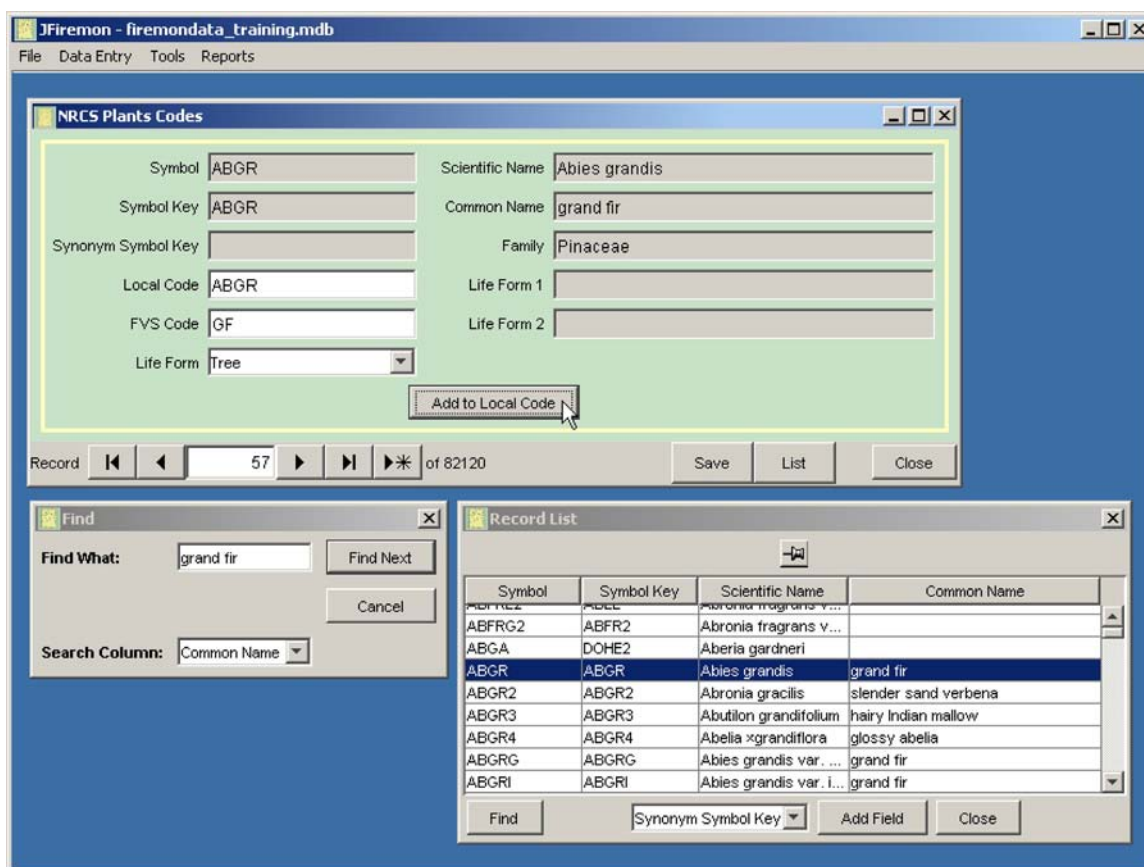 JFiremon - firemondata_training.mdb
File Data Entry Tools Reports
NRCS Plants Codes
Symbol ABGR Scientific Name Abies grandis
Symbol Key ABGR Common Name grand fir
Synonym Symbol Key Family Pinaceae
Local Code ABGR Life Form 1
FVS Code GF Life Form 2
Life Form Tree
Add to Local Code
Record 57 of 82120 Save List Close
Find
Find What: grand fir Find Next
Cancel
Search Column: Common Name
Record List
Symbol Symbol Key Scientific Name Common Name
ABFRG2 ABFR2 Abronia fragrans v...
ABGA DOHE2 Aberia gardneri
ABGR ABGR Abies grandis grand fir
ABGR2 ABGR2 Abronia gracilis slender sand verbena
ABGR3 ABGR3 Abutilon grandifolium hairy Indian mallow
ABGR4 ABGR4 Abelia ×grandiflora glossy abelia
ABGRG ABGRG Abies grandis var. ... grand fir
ABGRI ABGRI Abies grandis var. i... grand fir
Find Synonym Symbol Key Add Field Close